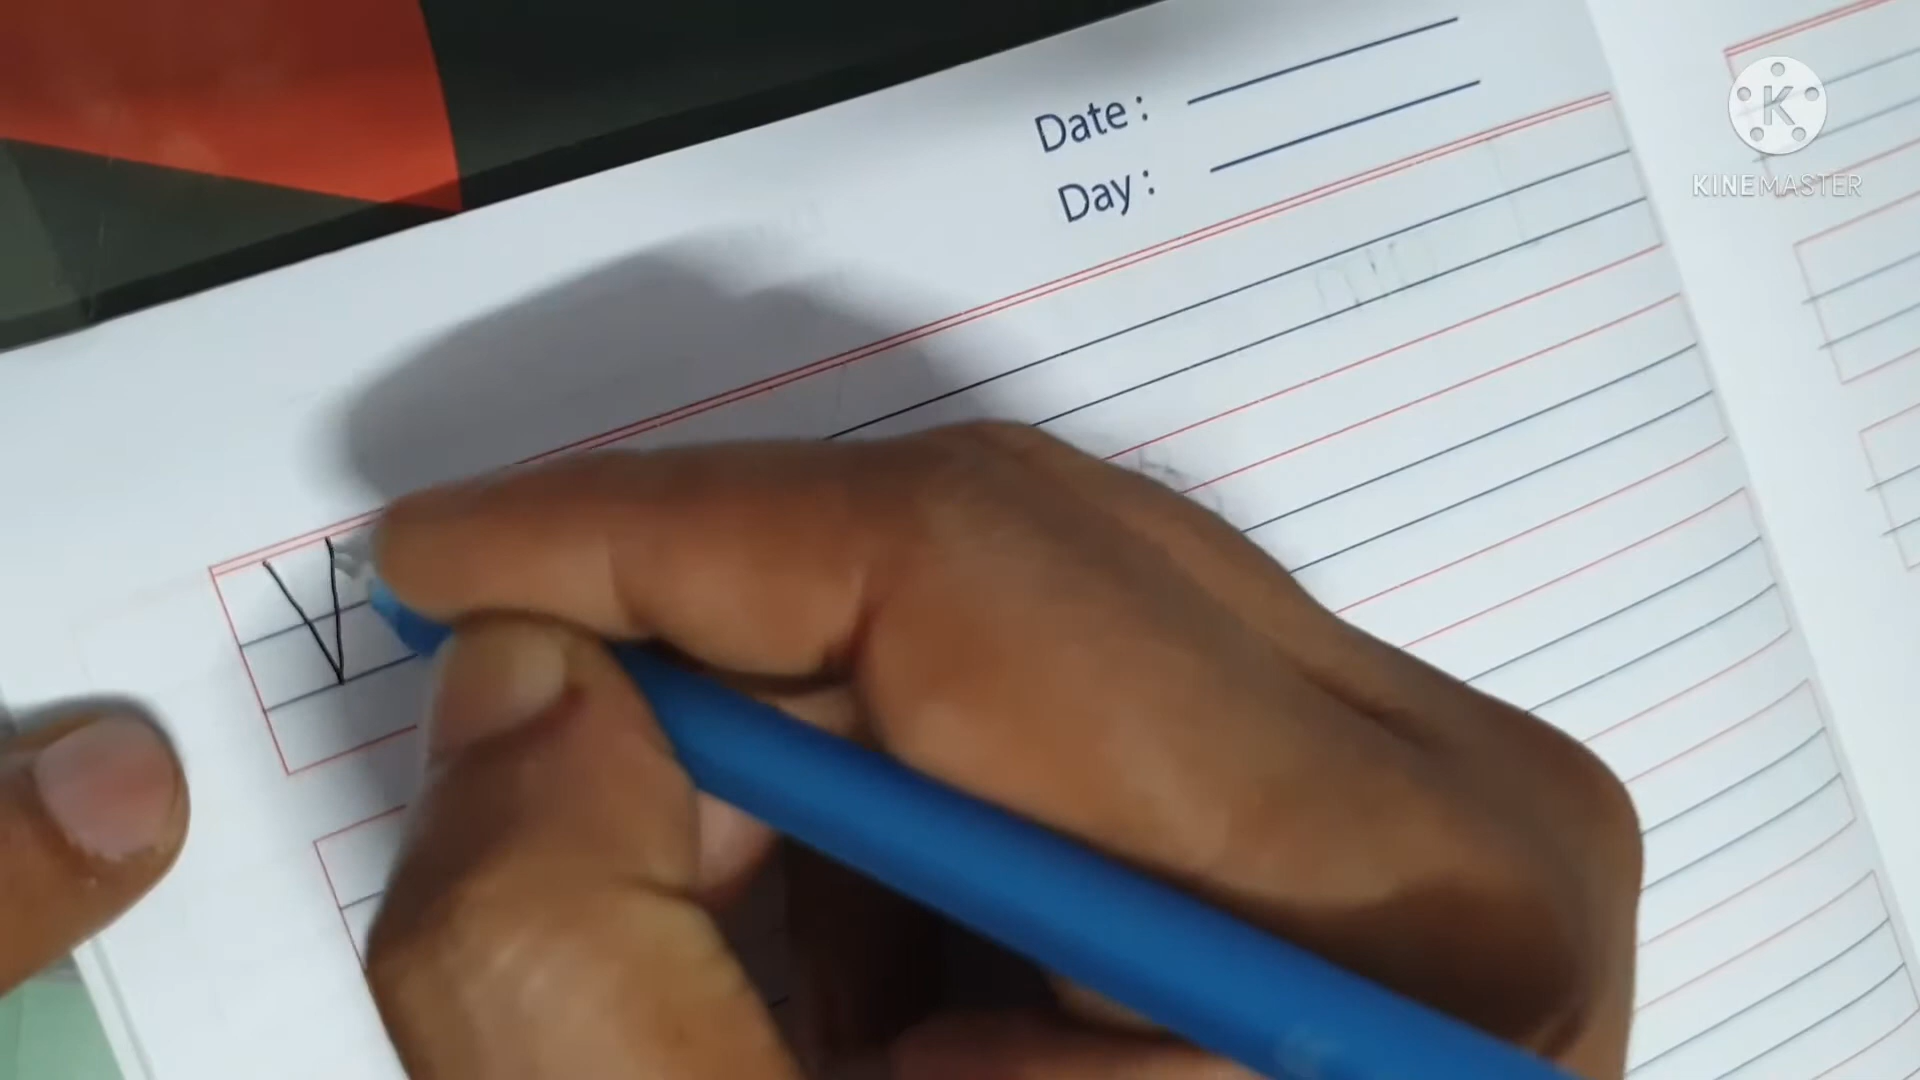 Date :
Day :
K
KINEMASTER
V